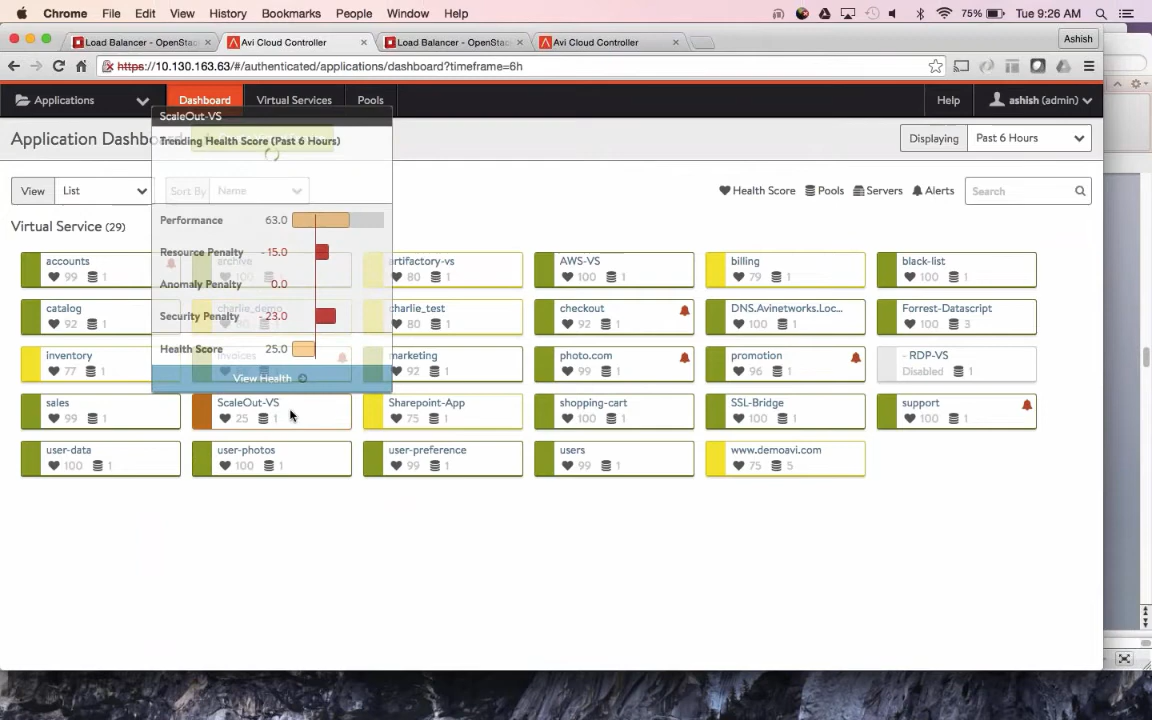 Chrome File Edit View History Bookmarks People Window Help 75% Tue 9:26 AM
Load Balancer - OpenStac × Avi Cloud Controller × Load Balancer - OpenStac × Avi Cloud Controller × Ashish
https://10.130.163.63/#/authenticated/applications/dashboard?timeframe=6h
Applications Dashboard Virtual Services Pools Help ashish (admin)
ScaleOut-VS
Application Dashb Trending Health Score (Past 6 Hours) Displaying Past 6 Hours
View List Sort By Name Health Score Pools Servers Alerts Search
Performance 63.0
Virtual Service (29)
Resource Penalty - 15.0
accounts archive artifactory-vs AWS-VS billing black-list
99 1 100 80 1 100 1 79 1 100 1
Anomaly Penalty 0.0
catalog charlie_demo charlie_test checkout DNS.Avinetworks.Loc... Forrest-Datascript
Security Penalty - 23.0
92 1 80 1 92 1 100 1 100 3
Health Score 25.0
inventory invoices marketing photo.com promotion - RDP-VS
77 1 92 1 99 1 96 1 Disabled 1
View Health
sales ScaleOut-VS Sharepoint-App shopping-cart SSL-Bridge support
99 1 25 1 75 1 100 1 100 1 99 1
user-data user-photos user-preference users www.demoavi.com
100 1 100 1 99 1 99 1 75 5